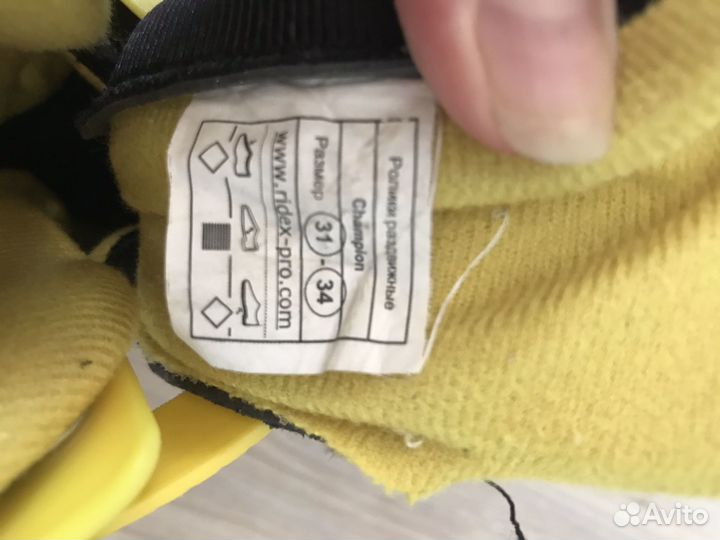 Ролики раздвижные
Champion
Размер 31 - 34
www.ridex-pro.com
Avito